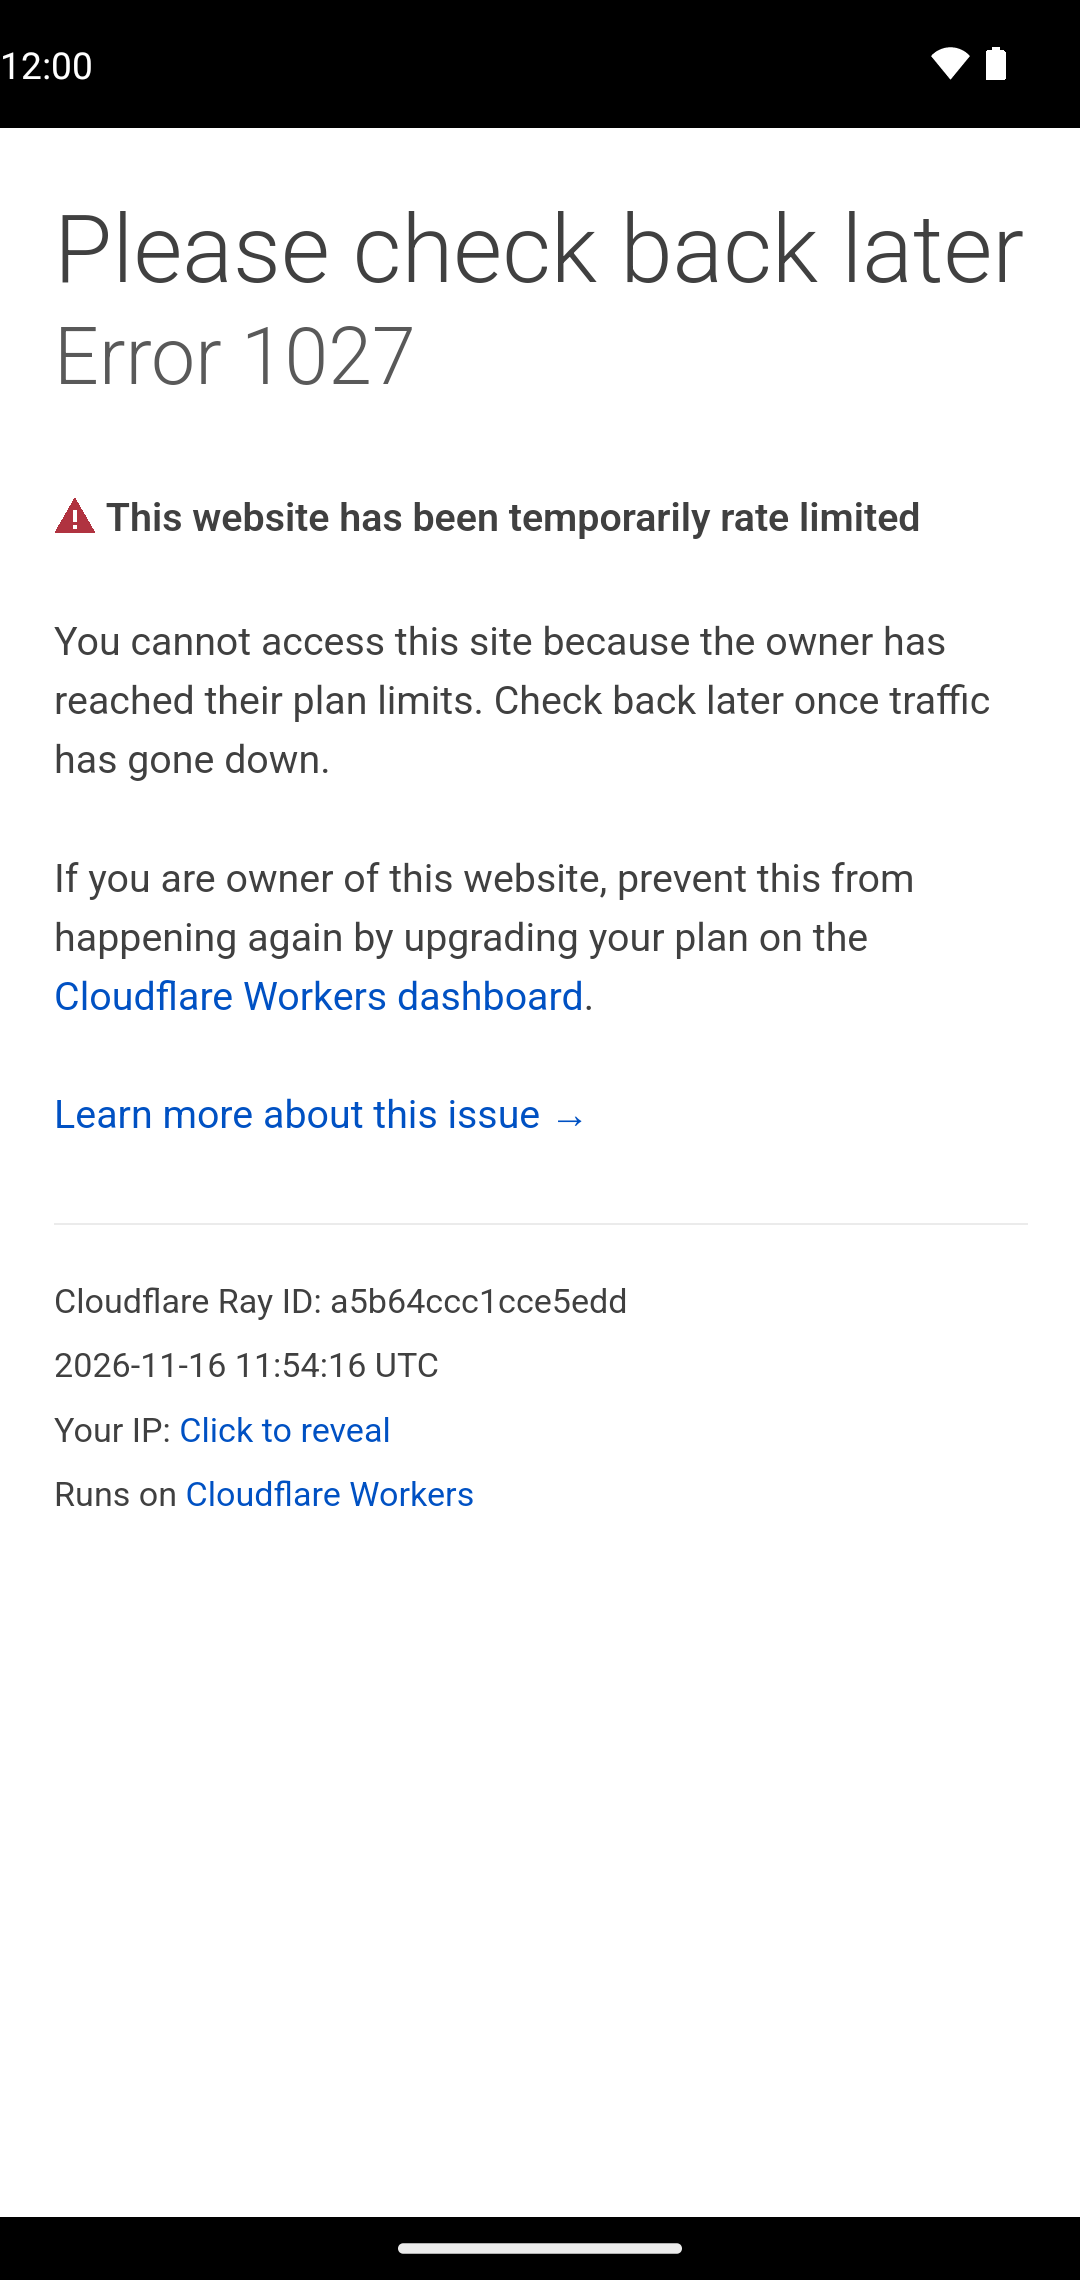 12:00
Please check back later
Error 1027
This website has been temporarily rate limited
You cannot access this site because the owner has
reached their plan limits. Check back later once traffic
has gone down.
If you are owner of this website, prevent this from
happening again by upgrading your plan on the
Cloudflare Workers dashboard.
Learn more about this issue →
Cloudflare Ray ID: a5b64ccc1cce5edd
2026-11-16 11:54:16 UTC
Your IP: Click to reveal
Runs on Cloudflare Workers